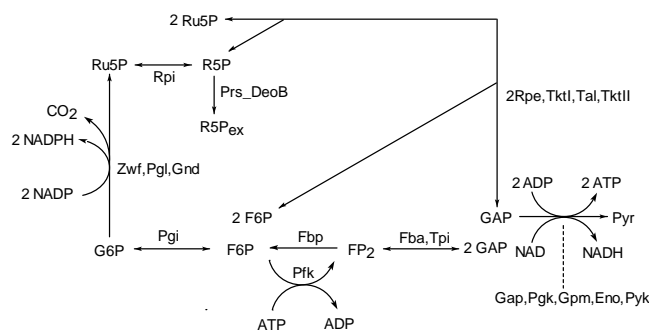 2 Ru5P
Ru5P
R5P
Rpi
Prs_DeoB
R5Pex
CO2
2 NADPH
2 NADP
Zwf,Pgl,Gnd
2Rpe,TktI,Tal,TktII
2 ADP
2 ATP
2 F6P
GAP
Pyr
G6P
Pgi
F6P
Fbp
FP2
Fba,Tpi
2 GAP
NAD
NADH
Pfk
ATP
ADP
Gap,Pgk,Gpm,Eno,Pyk